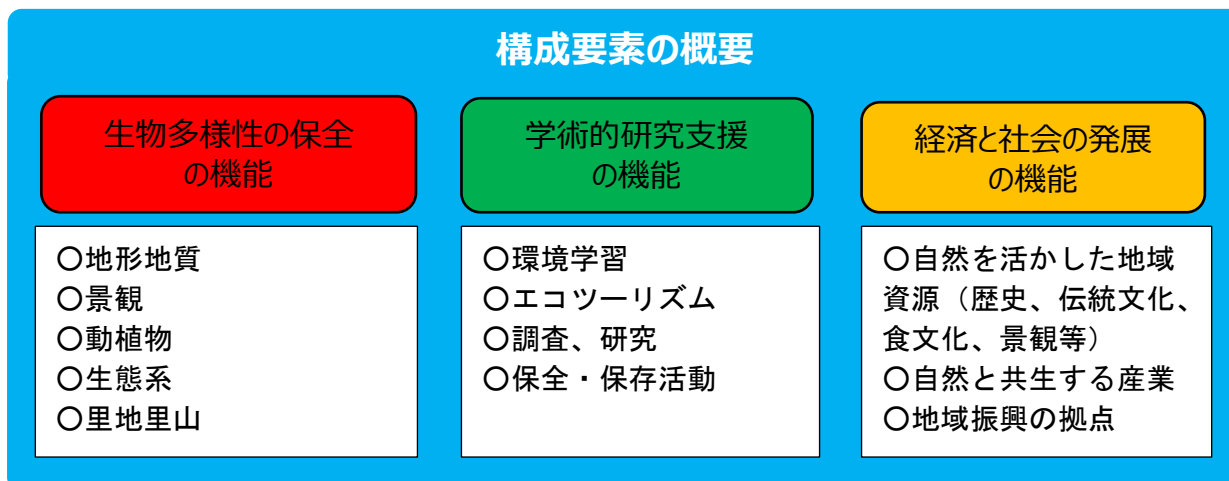 構成要素の概要
生物多様性の保全
の機能
〇地形地質
〇景観
〇動植物
〇生態系
〇里地里山
学術的研究支援
の機能
〇環境学習
〇エコツーリズム
〇調査、研究
〇保全・保存活動
経済と社会の発展
の機能
〇自然を活かした地域
資源（歴史、伝統文化、
食文化、景観等）
〇自然と共生する産業
〇地域振興の拠点